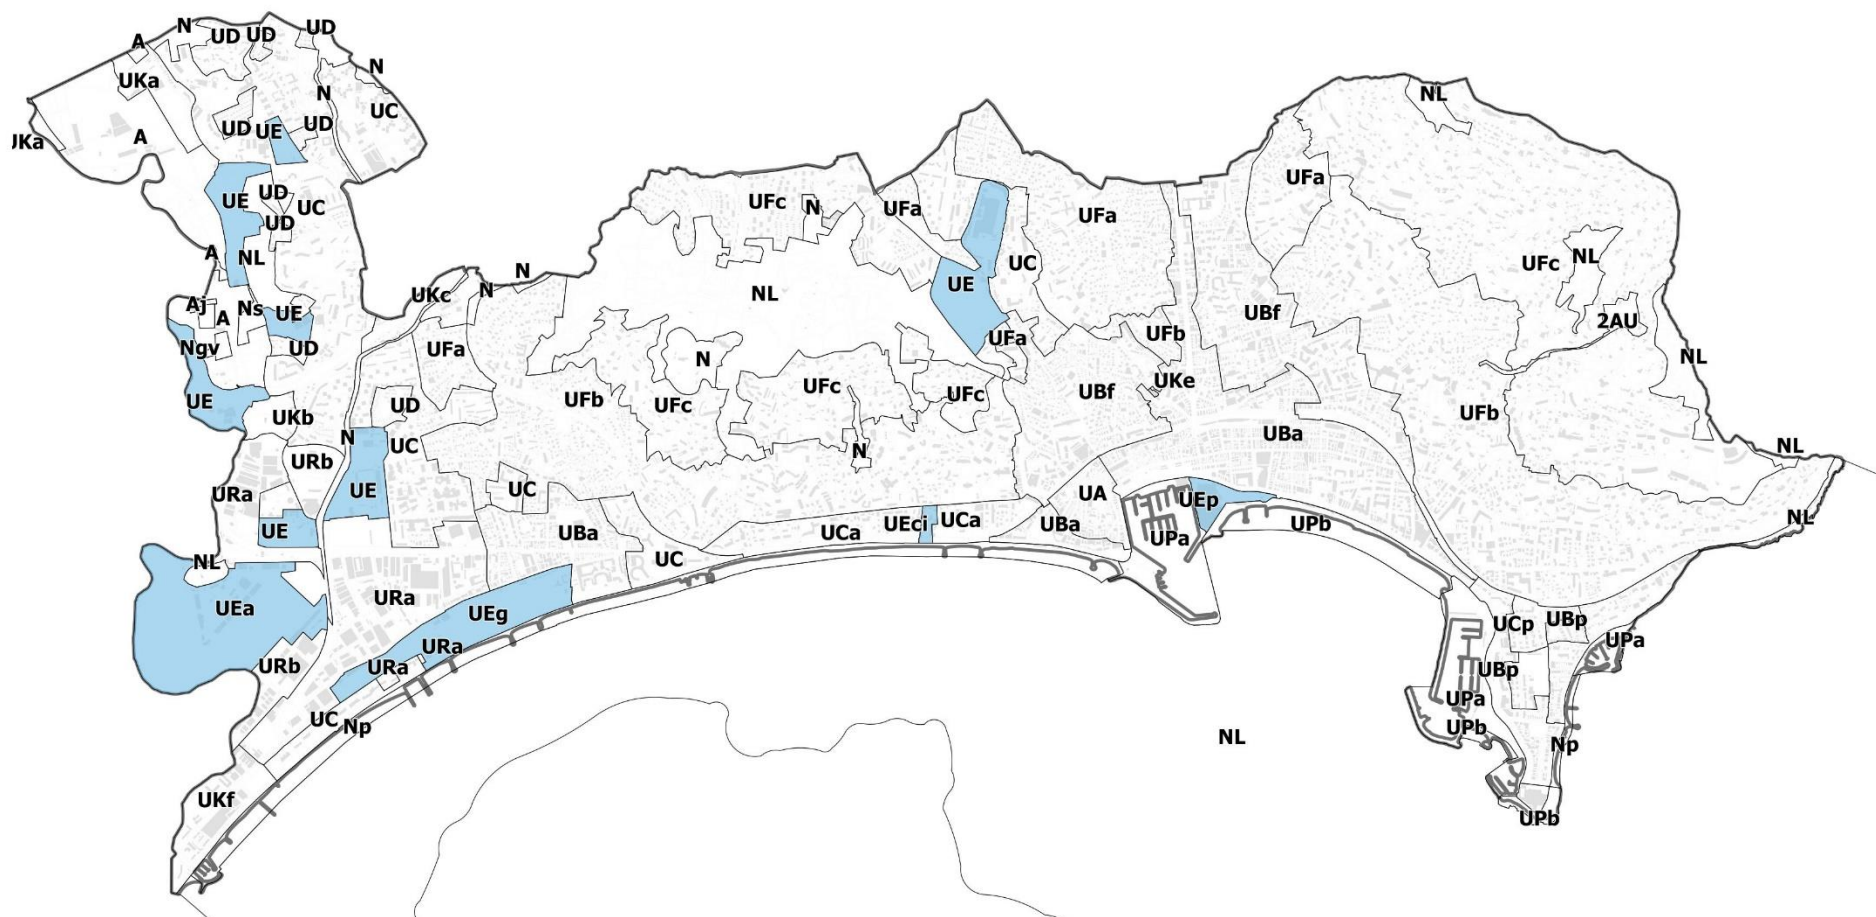 N
UD
UD
UD
A
N
UKa
N
UC
NL
UKa
A
UD
UE
UD
UE
UD
UC
UD
UFc
N
UFa
UFa
UFa
A
NL
UKc
N
N
NL
UE
UC
UFc
NL
Aj
A
Ns
UE
UBf
2AU
Ngv
UD
UFa
N
UFa
UFb
NL
UE
UKb
UD
UFb
UFc
UFc
UFc
UBf
UKe
UFb
N
UC
UBa
NL
URb
N
URa
UE
UC
UA
UEp
UE
UBa
UCa
UEci
UCa
UBa
UPa
UPb
NL
NL
UC
UEa
URa
UEg
UCp
UBp
URb
URa
URa
UPa
UBp
UPa
UC
Np
UPb
NL
Np
UKf
UPb